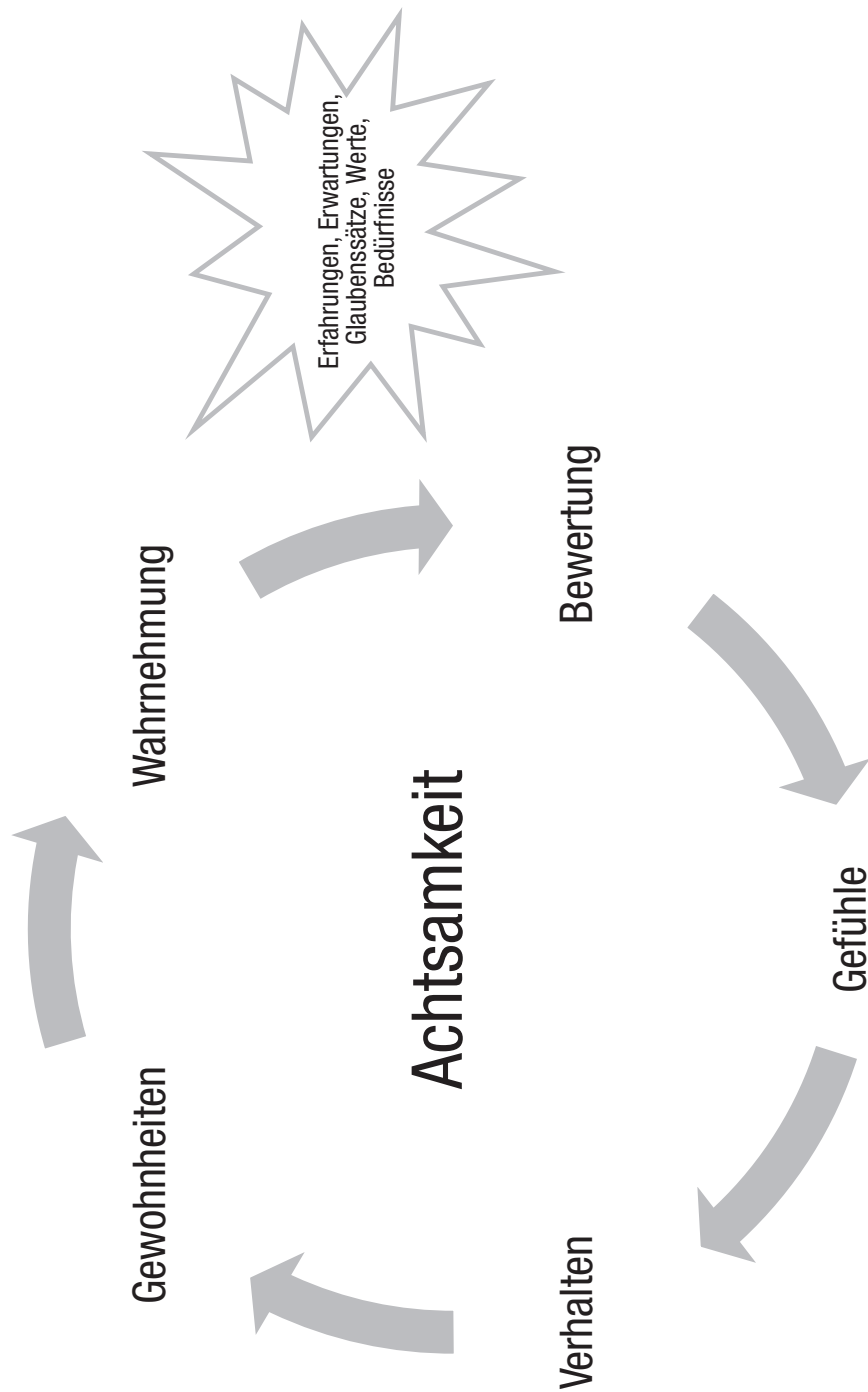 Gewohnheiten
Wahrnehmung
Erfahrungen, Erwartungen,
Glaubenssätze, Werte,
Bedürfnisse
Achtsamkeit
Verhalten
Bewertung
Gefühle